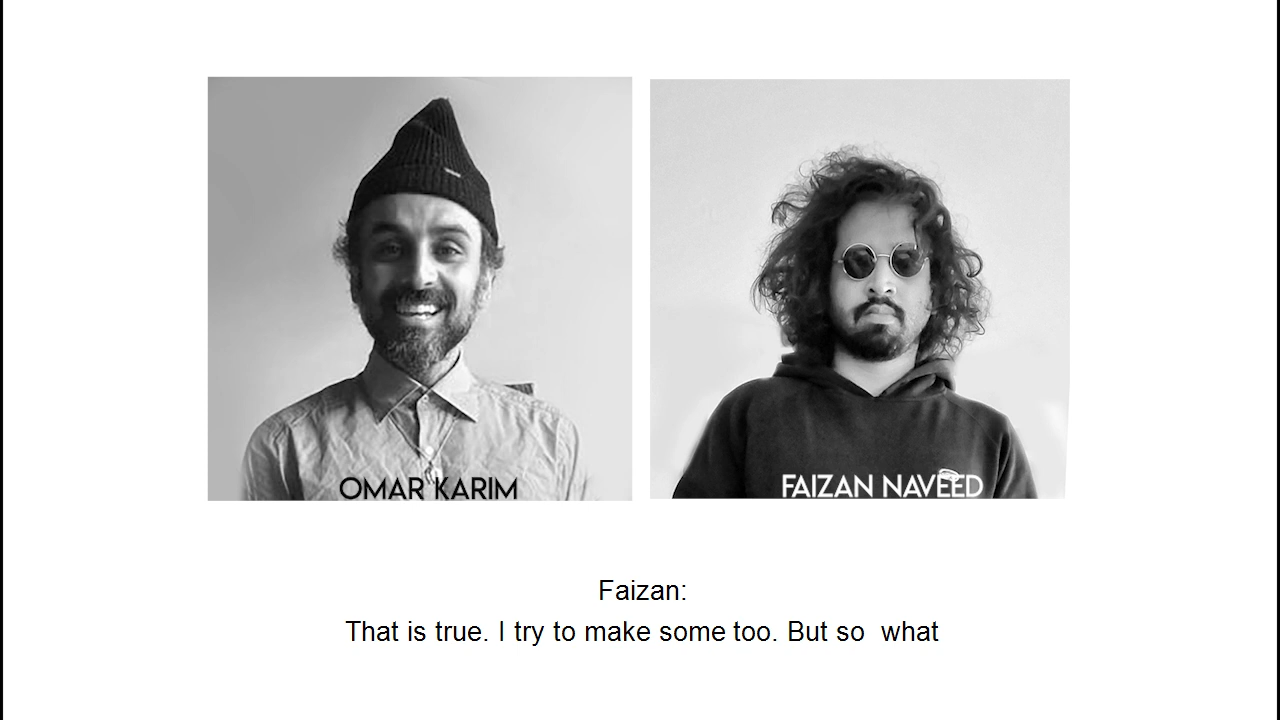 OMAR KARIM
FAIZAN NAVEED
Faizan:
That is true. I try to make some too. But so  what